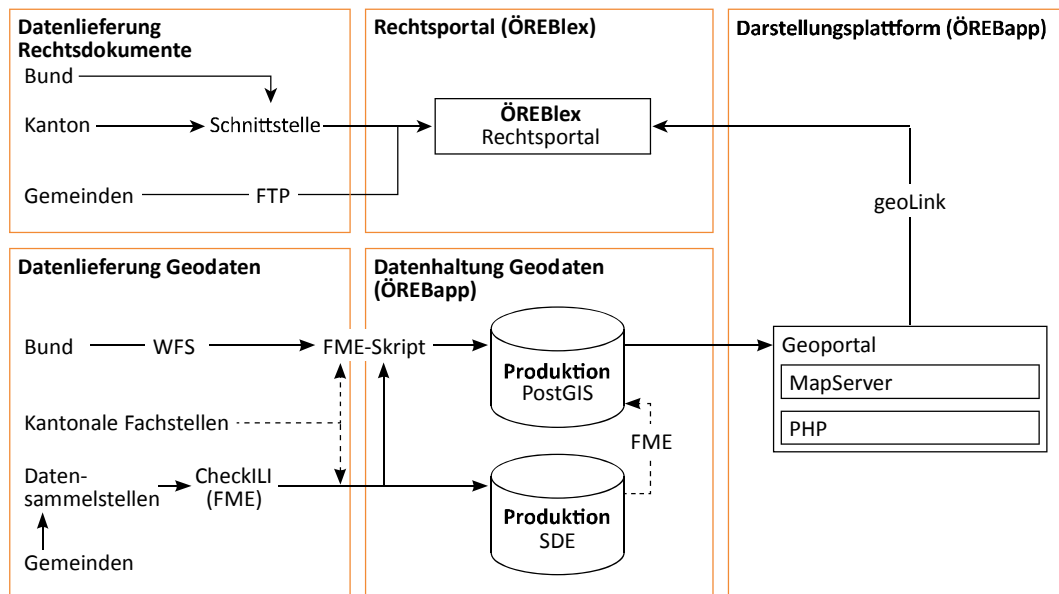 Datenlieferung
Rechtsdokumente
Bund
Kanton
Schnittstelle
Gemeinden
FTP
Rechtsportal (ÖREBlex)
ÖREBlex
Rechtsportal
Darstellungsplattform (ÖREBapp)
geoLink
Geoportal
MapServer
PHP
Datenlieferung Geodaten
Bund
WFS
FME-Skript
Kantonale Fachstellen
Daten-
sammelstellen
CheckILI
(FME)
Gemeinden
Datenhaltung Geodaten
(ÖREBapp)
Produktion
PostGIS
FME
Produktion
SDE